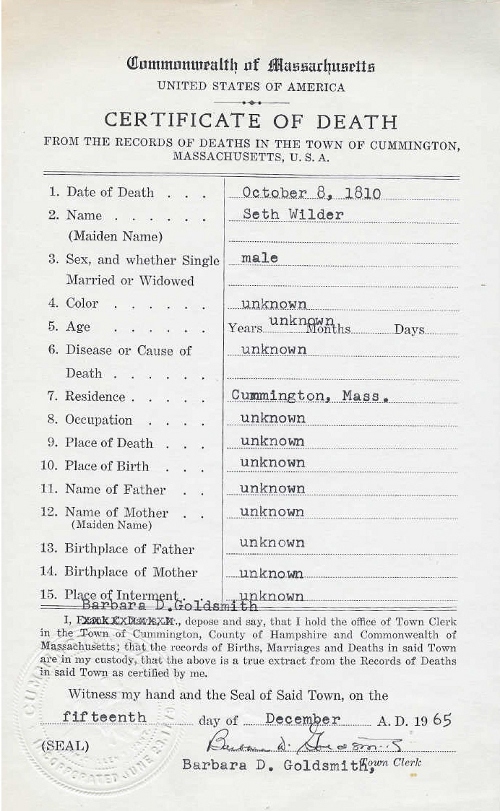 Commonwealth of Massachusetts
UNITED STATES OF AMERICA
CERTIFICATE OF DEATH
FROM THE RECORDS OF DEATHS IN THE TOWN OF CUMMINGTON,
MASSACHUSETTS, U. S. A.
1. Date of Death . . . October 8, 1810
2. Name . . . . . . Seth Wilder
(Maiden Name)
3. Sex, and whether Single male
Married or Widowed
4. Color . . . . . . unknown
5. Age . . . . . . Years unknown Months Days
6. Disease or Cause of unknown
Death . . . . . .
7. Residence . . . . . Cummington, Mass.
8. Occupation . . . . unknown
9. Place of Death . . . unknown
10. Place of Birth . . . unknown
11. Name of Father . . unknown
12. Name of Mother . . unknown
(Maiden Name)
13. Birthplace of Father unknown
14. Birthplace of Mother unknown
15. Place of Interment . . unknown
Barbara D. Goldsmith
I, , depose and say, that I hold the office of Town Clerk
in the Town of Cummington, County of Hampshire and Commonwealth of
Massachusetts; that the records of Births, Marriages and Deaths in said Town
are in my custody, that the above is a true extract from the Records of Deaths
in said Town as certified by me.
Witness my hand and the Seal of Said Town, on the
fifteenth day of December A. D. 1965
(SEAL) Barbara D. Goldsmith
Barbara D. Goldsmith, Town Clerk